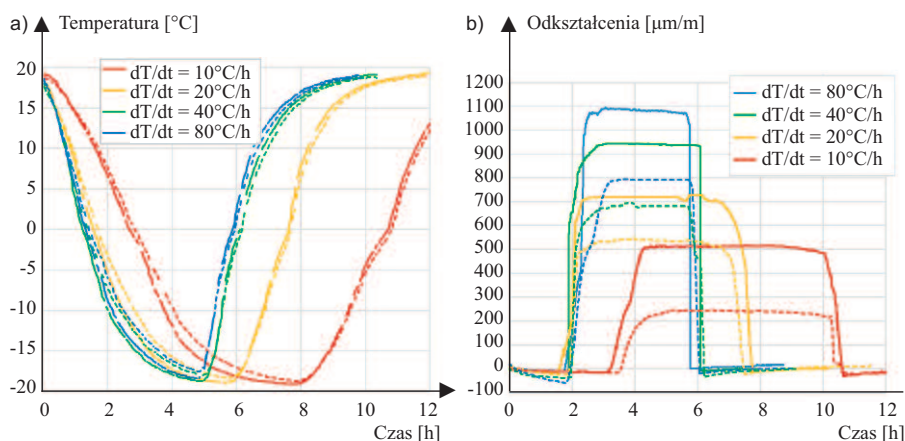 a) Temperatura [°C]
20
15
10
5
0
-5
-10
-15
-20
dT/dt = 10°C/h
dT/dt = 20°C/h
dT/dt = 40°C/h
dT/dt = 80°C/h
0 2 4 6 8 10 12
Czas [h]
b) Odkształcenia [μm/m]
1200
1100
1000
900
800
700
600
500
400
300
200
100
0
-100
dT/dt = 80°C/h
dT/dt = 40°C/h
dT/dt = 20°C/h
dT/dt = 10°C/h
0 2 4 6 8 10 12
Czas [h]